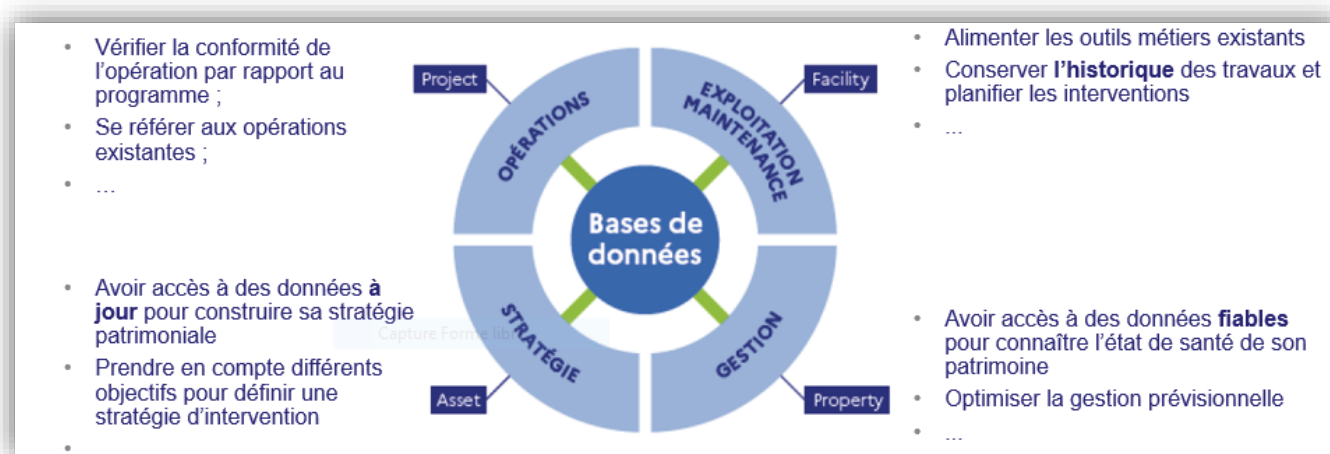 • Vérifier la conformité de
l'opération par rapport au
programme ;
• Se référer aux opérations
existantes ;
• …
• Avoir accès à des données à
jour pour construire sa stratégie
patrimoniale
• Prendre en compte différents
objectifs pour définir une
stratégie d'intervention
•
Project
OPÉRATIONS
EXPLOITATION
MAINTENANCE
Facility
Bases de
données
STRATÉGIE
Asset
GESTION
Property
Capture Forme lib
• Alimenter les outils métiers existants
• Conserver l'historique des travaux et
planifier les interventions
• ...
• Avoir accès à des données fiables
pour connaître l'état de santé de son
patrimoine
• Optimiser la gestion prévisionnelle
• ...